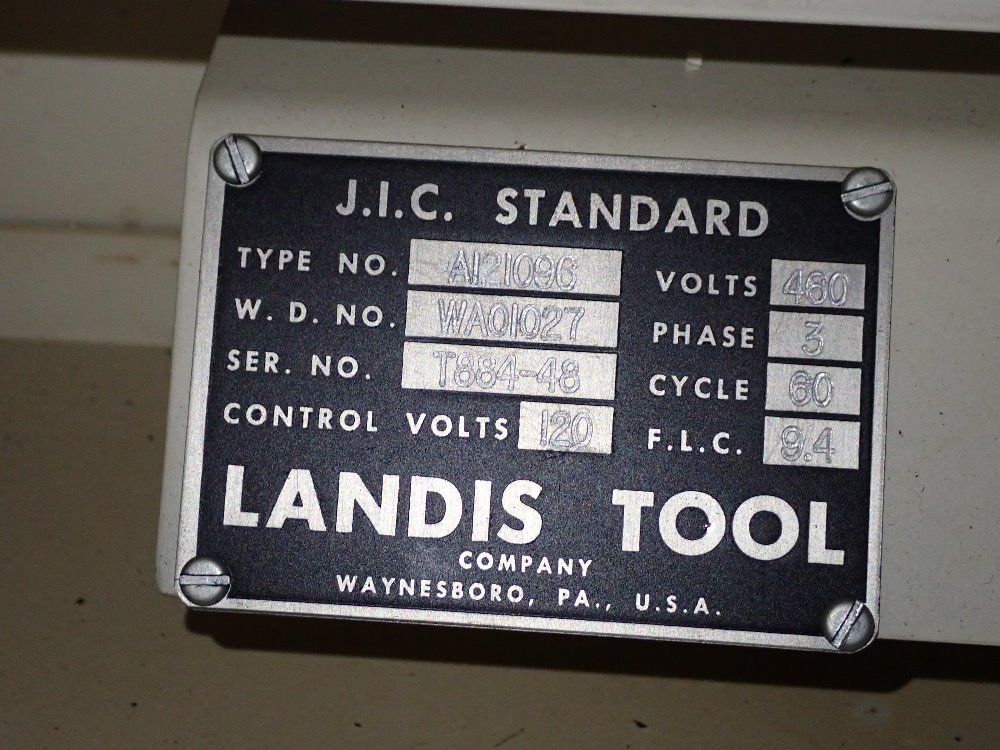 J.I.C. STANDARD
TYPE NO. A121096 VOLTS 460
W. D. NO. WA01027 PHASE 3
SER. NO. T884-48 CYCLE 60
CONTROL VOLTS 120 F.L.C. 9.4
LANDIS TOOL
COMPANY
WAYNESBORO, PA., U.S.A.